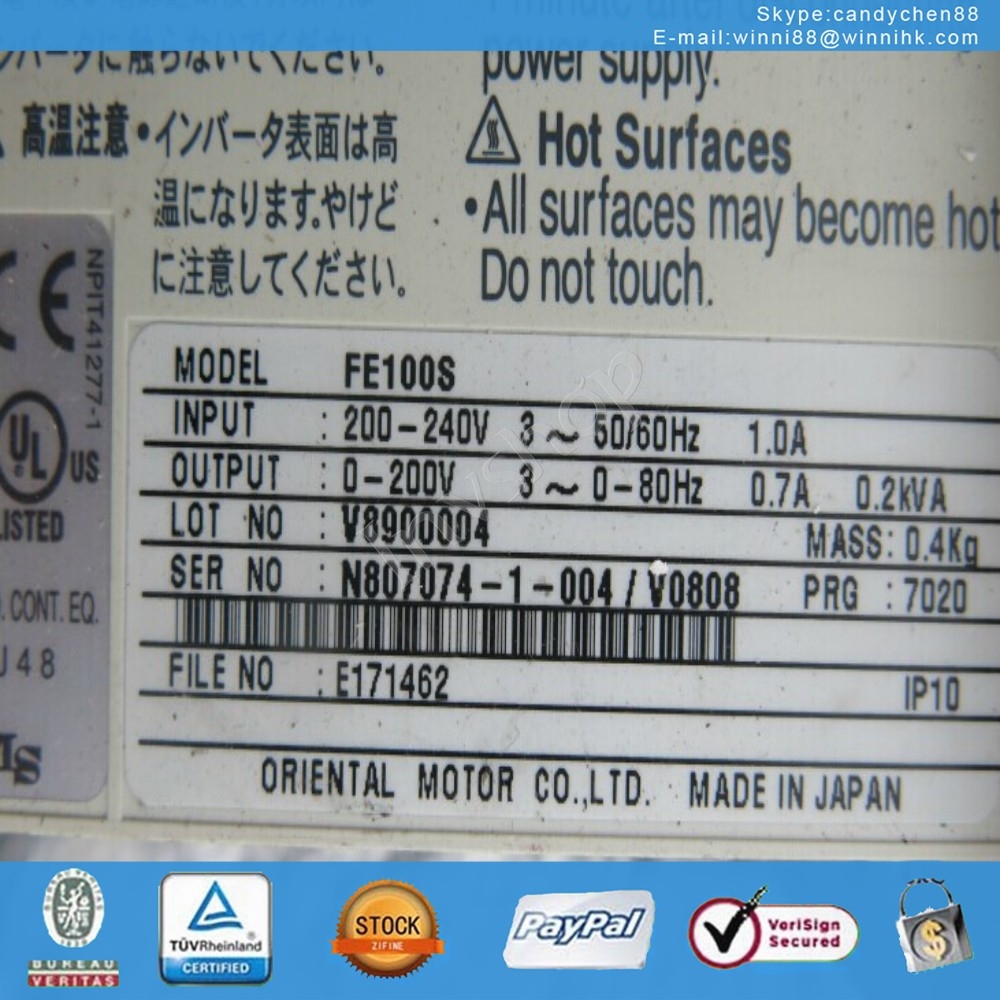 Skype:candychen88
E-mail:winni88@winnihk.com
に触らないでください。
power supply.
高温注意 • インバータ表面は高
温になります。やけど
に注意してください。
Hot Surfaces
• All surfaces may become hot
Do not touch.
CE
NPIT41277-1
UL US
LISTED
CONT. EQ.
48
MODEL FE100S
INPUT : 200-240V 3~ 50/60Hz 1.0A
OUTPUT : 0-200V 3~ 0-80Hz 0.7A 0.2kVA
LOT NO : V8900004 MASS: 0.4Kg
SER NO : N807074-1-004 / V0808 PRG : 7020
FILE NO : E171462 IP10
ORIENTAL MOTOR CO.,LTD. MADE IN JAPAN
BUREAU VERITAS
1828
BUREAU
VERITAS
TÜVRheinland
CERTIFIED
STOCK
ZIFINE
PayPal
VeriSign
Secured
$